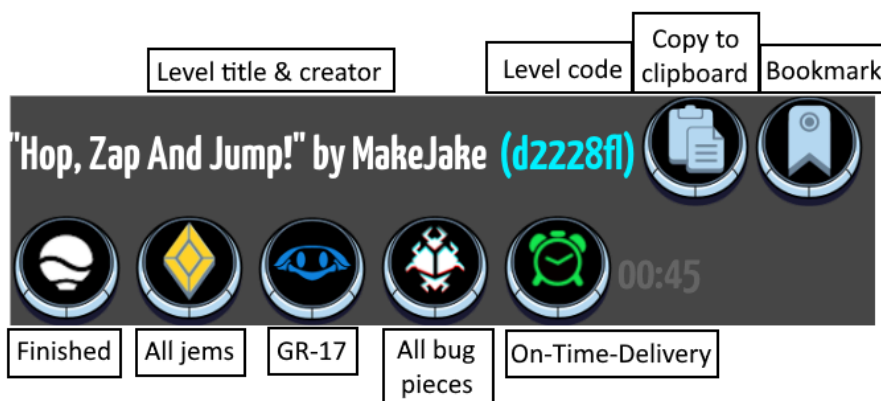 Level title & creator
Level code
Copy to
clipboard
Bookmark
"Hop, Zap And Jump!" by MakeJake (d2228fl)
00:45
Finished
All jems
GR-17
All bug
pieces
On-Time-Delivery